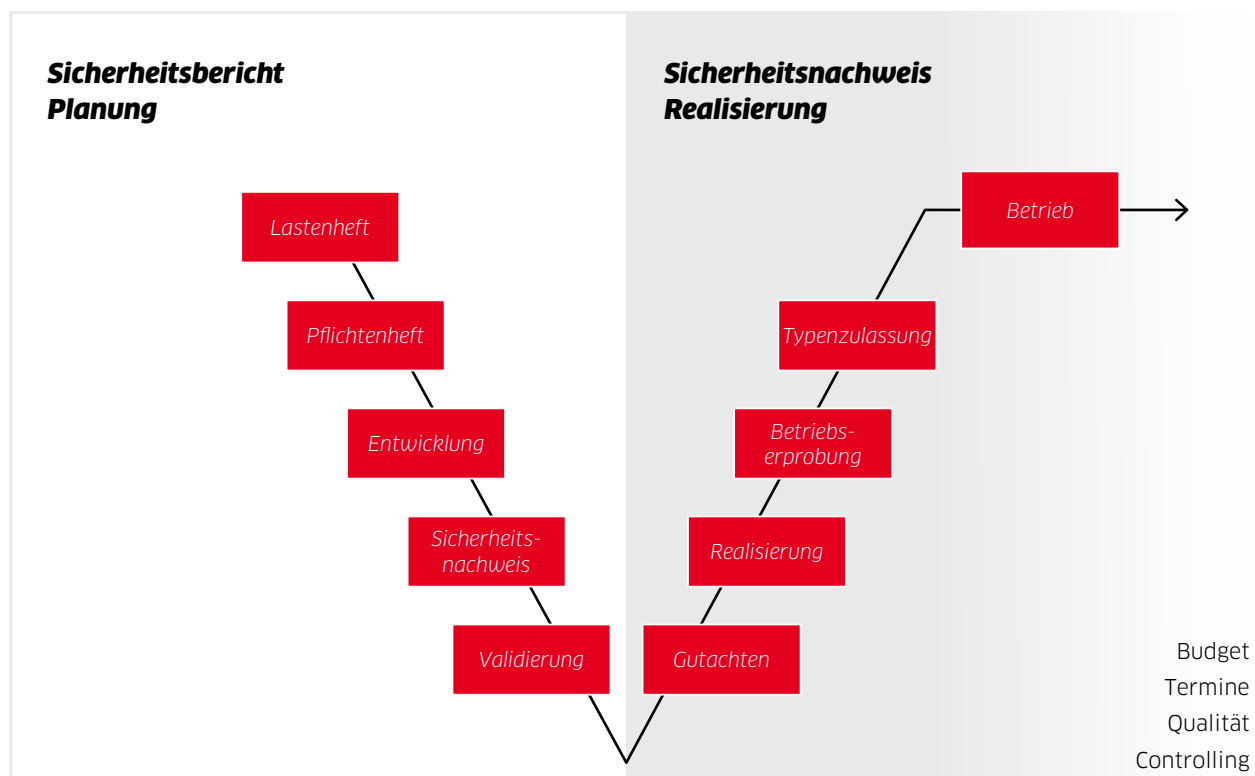 Sicherheitsbericht
Planung
Sicherheitsnachweis
Realisierung
Lastenheft
Pflichtenheft
Entwicklung
Sicherheits-
nachweis
Validierung
Gutachten
Realisierung
Betriebs-
erprobung
Typenzulassung
Betrieb
Budget
Termine
Qualität
Controlling